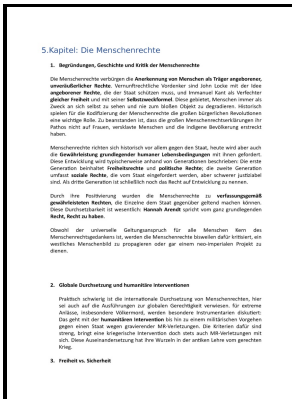 5.Kapitel: Die Menschenrechte
1. Begründungen, Geschichte und Kritik der Menschenrechte
Die Menschenrechte verbürgen die Anerkennung von Menschen als Träger angeborener,
unveräußerlicher Rechte. Vernunftrechtliche Vordenker sind John Locke mit der Idee
angeborener Rechte, die der Staat schützen muss, und Immanuel Kant als Verfechter
gleicher Freiheit und mit seiner Selbstzweckformel. Diese gebietet, Menschen immer als
Zweck an sich selbst zu sehen und nie zum bloßen Objekt zu degradieren. Historisch
spielen für die Kodifizierung der Menschenrechte die großen bürgerlichen Revolutionen
eine wichtige Rolle. Zu beanstanden ist, dass die großen Menschenrechtserklärungen ihr
Pathos nicht auf Frauen, versklavte Menschen und die indigene Bevölkerung erstreckt
haben.
Menschenrechte richten sich historisch vor allem gegen den Staat, heute wird aber auch
die Gewährleistung grundlegender humaner Lebensbedingungen mit ihnen gefordert.
Diese Entwicklung wird typischerweise anhand von Generationen beschrieben: Die erste
Generation beinhaltet Freiheitsrechte und politische Rechte; die zweite Generation
umfasst soziale Rechte, die vom Staat eingefordert werden, aber schwerer justiziabel
sind. Als dritte Generation ist schließlich noch das Recht auf Entwicklung zu nennen.
Durch ihre Positivierung wurden die Menschenrechte zu verfassungsgemäß
gewährleisteten Rechten, die Einzelne dem Staat gegenüber geltend machen können.
Diese Durchsetzbarkeit ist wesentlich: Hannah Arendt spricht vom ganz grundlegenden
Recht, Recht zu haben.
Obwohl der universelle Geltungsanspruch für alle Menschen Kern des
Menschenrechtsgedankens ist, werden die Menschenrechte bisweilen dafür kritisiert, ein
westliches Menschenbild zu propagieren oder gar einem neo-imperialen Projekt zu
dienen.
2. Globale Durchsetzung und humanitäre Interventionen
Praktisch schwierig ist die internationale Durchsetzung von Menschenrechten, hier
sei auch auf die Ausführungen zur globalen Gerechtigkeit verwiesen. für extreme
Anlässe, insbesondere Völkermord, werden besondere Instrumentarien diskutiert:
Das geht mit der humanitären Intervention bis hin zu einem militärischen Vorgehen
gegen einen Staat wegen gravierender MR-Verletzungen. Die Kriterien dafür sind
streng, bringt eine kriegerische Intervention doch stets auch MR-Verletzungen mit
sich. Diese Auseinandersetzung hat ihre Wurzeln in der antiken Lehre vom gerechten
Krieg.
3. Freiheit vs. Sicherheit